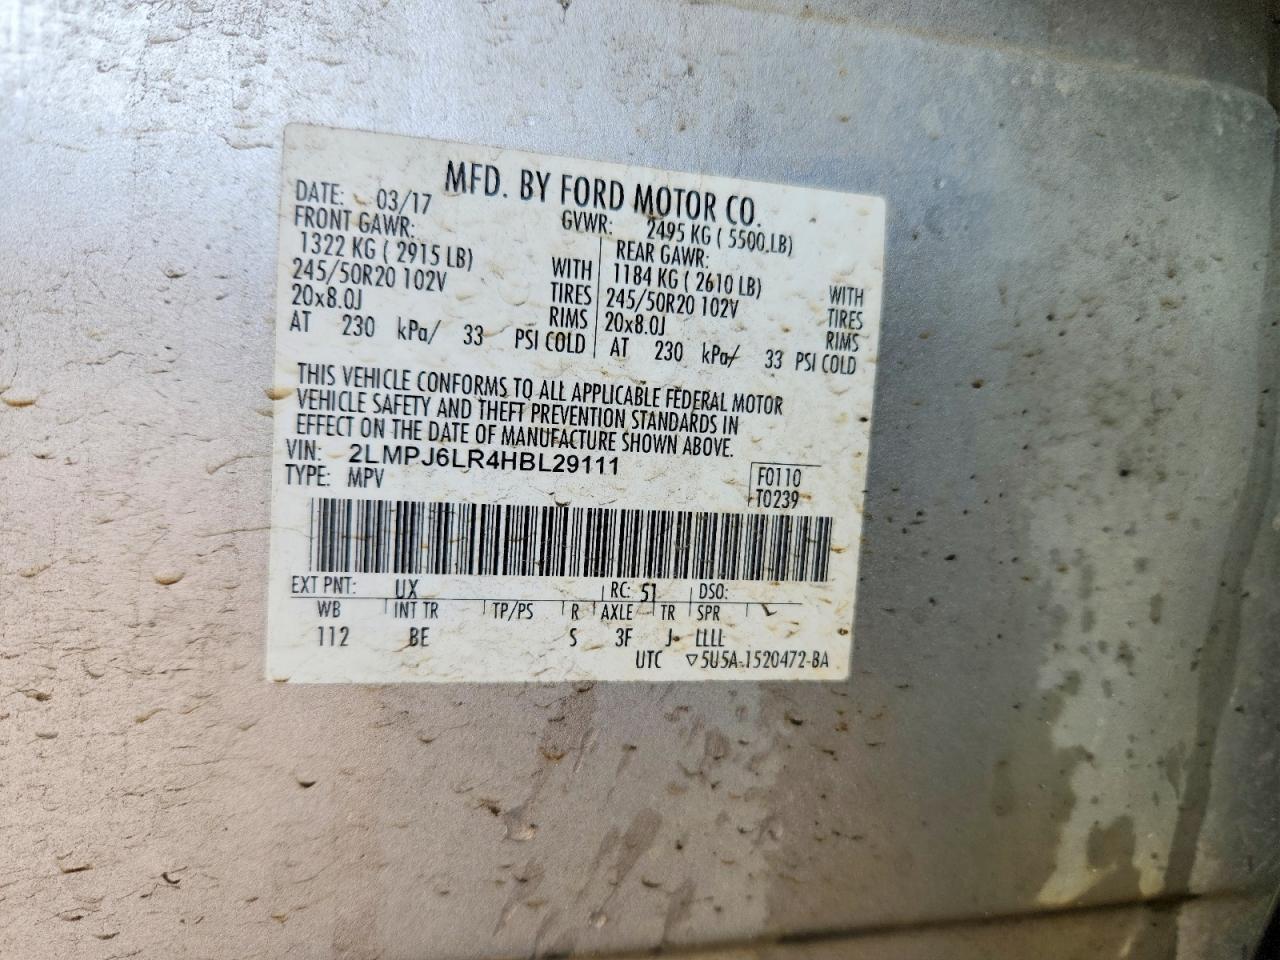 MFD. BY FORD MOTOR CO.
DATE: 03/17 GVWR: 2495 KG ( 5500.LB)
FRONT GAWR: REAR GAWR:
1322 KG ( 2915 LB) WITH 1184 KG ( 2610 LB) WITH
245/50R20 102V TIRES 245/50R20 102V TIRES
20x8.0J RIMS 20x8.0J RIMS
AT 230 kPa/ 33 PSI COLD AT 230 kPa/ 33 PSI COLD
THIS VEHICLE CONFORMS TO ALL APPLICABLE FEDERAL MOTOR
VEHICLE SAFETY AND THEFT PREVENTION STANDARDS IN
EFFECT ON THE DATE OF MANUFACTURE SHOWN ABOVE.
VIN: 2LMPJ6LR4HBL29111 F0110
TYPE: MPV T0239
EXT PNT: UX RC: 51 DSO:
WB INT TR TP/PS R AXLE TR SPR
112 BE S 3F J LLLL
UTC ▽5U5A-1520472-BA